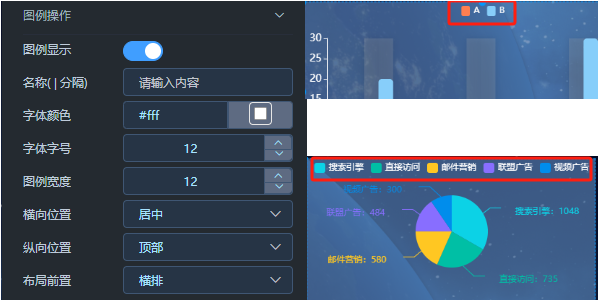 图例操作
图例显示
名称( | 分隔) 请输入内容
字体颜色 #fff
字体字号 12
图例宽度 12
横向位置 居中
纵向位置 顶部
布局前置 横排
A B
30
25
20
15
搜索引擎 直接访问 邮件营销 联盟广告 视频广告
视频广告: 300
联盟广告: 484
搜索引擎: 1048
邮件营销: 580
直接访问: 735